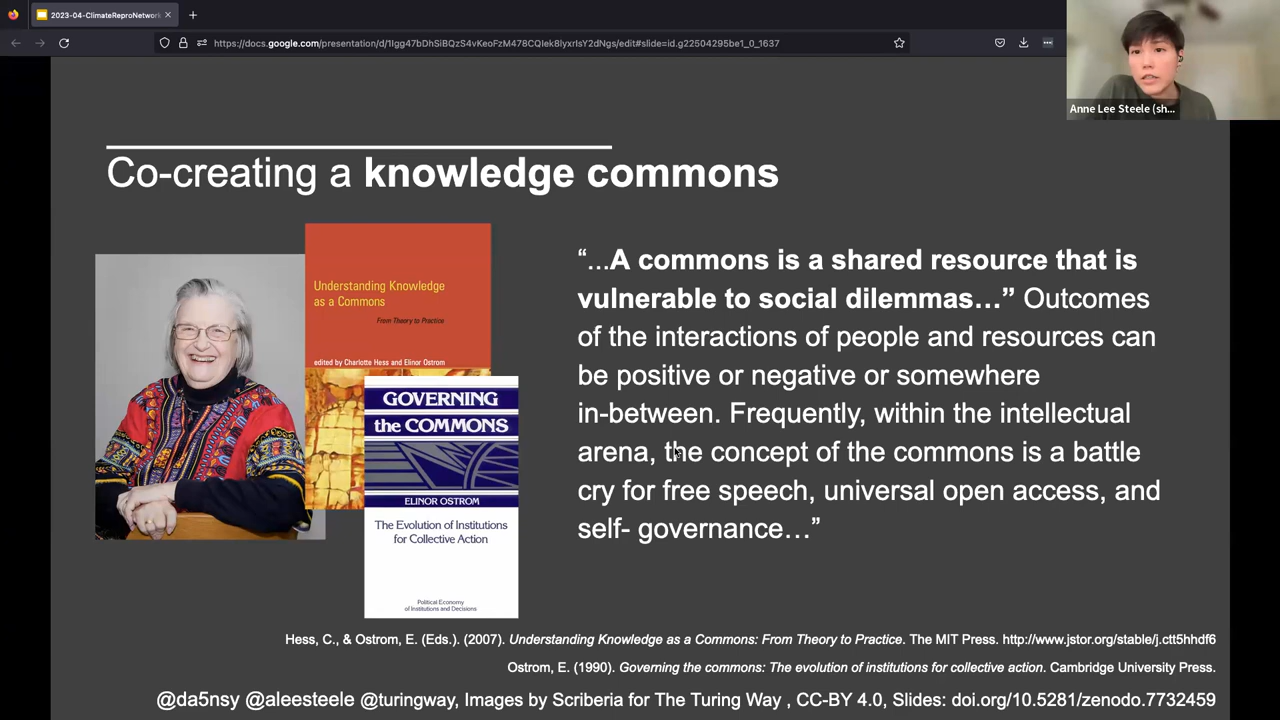 2023-04-ClimateReproNetwork
https://docs.google.com/presentation/d/1Igg47bDhSiBQzS4vKeoFzM478CQIek8lyxrIsY2dNgs/edit#slide=id.g22504295be1_0_1637
Anne Lee Steele (sh...
Co-creating a knowledge commons
Understanding Knowledge
as a Commons
From Theory to Practice
edited by Charlotte Hess and Elinor Ostrom
GOVERNING
the COMMONS
ELINOR OSTROM
The Evolution of Institutions
for Collective Action
Political Economy
of Institutions and Decisions
“…A commons is a shared resource that is
vulnerable to social dilemmas…” Outcomes
of the interactions of people and resources can
be positive or negative or somewhere
in-between. Frequently, within the intellectual
arena, the concept of the commons is a battle
cry for free speech, universal open access, and
self- governance…”
Hess, C., & Ostrom, E. (Eds.). (2007). Understanding Knowledge as a Commons: From Theory to Practice. The MIT Press. http://www.jstor.org/stable/j.ctt5hhdf6
Ostrom, E. (1990). Governing the commons: The evolution of institutions for collective action. Cambridge University Press.
@da5nsy @aleesteele @turingway, Images by Scriberia for The Turing Way , CC-BY 4.0, Slides: doi.org/10.5281/zenodo.7732459